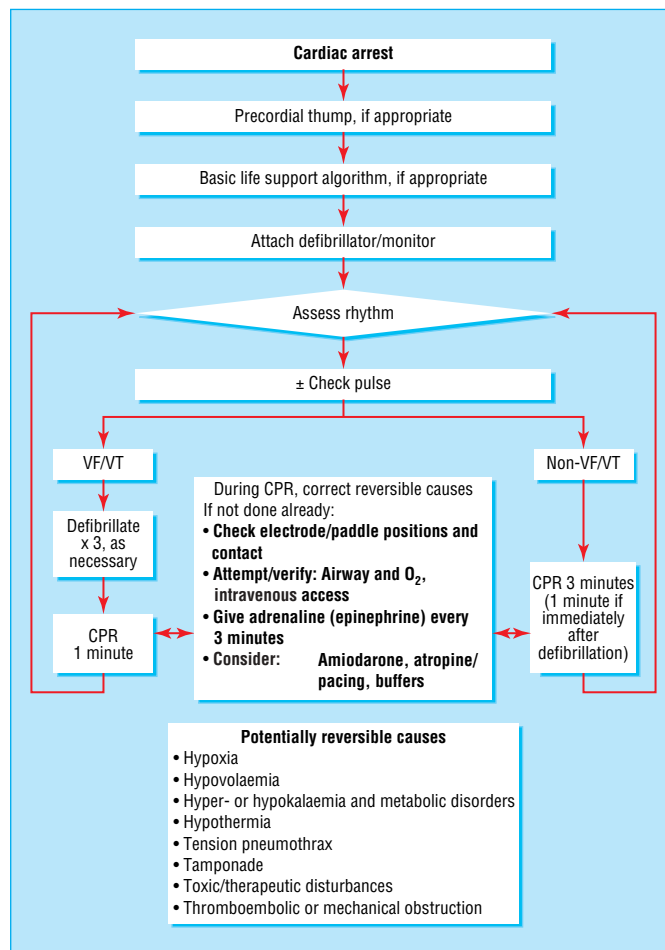 Cardiac arrest
Precordial thump, if appropriate
Basic life support algorithm, if appropriate
Attach defibrillator/monitor
Assess rhythm
± Check pulse
VF/VT
Non-VF/VT
Defibrillate
x 3, as
necessary
CPR
1 minute
During CPR, correct reversible causes
If not done already:
• Check electrode/paddle positions and
contact
• Attempt/verify: Airway and O₂,
intravenous access
• Give adrenaline (epinephrine) every
3 minutes
• Consider: Amiodarone, atropine/
pacing, buffers
CPR 3 minutes
(1 minute if
immediately
after
defibrillation)
Potentially reversible causes
• Hypoxia
• Hypovolaemia
• Hyper- or hypokalaemia and metabolic disorders
• Hypothermia
• Tension pneumothrax
• Tamponade
• Toxic/therapeutic disturbances
• Thromboembolic or mechanical obstruction